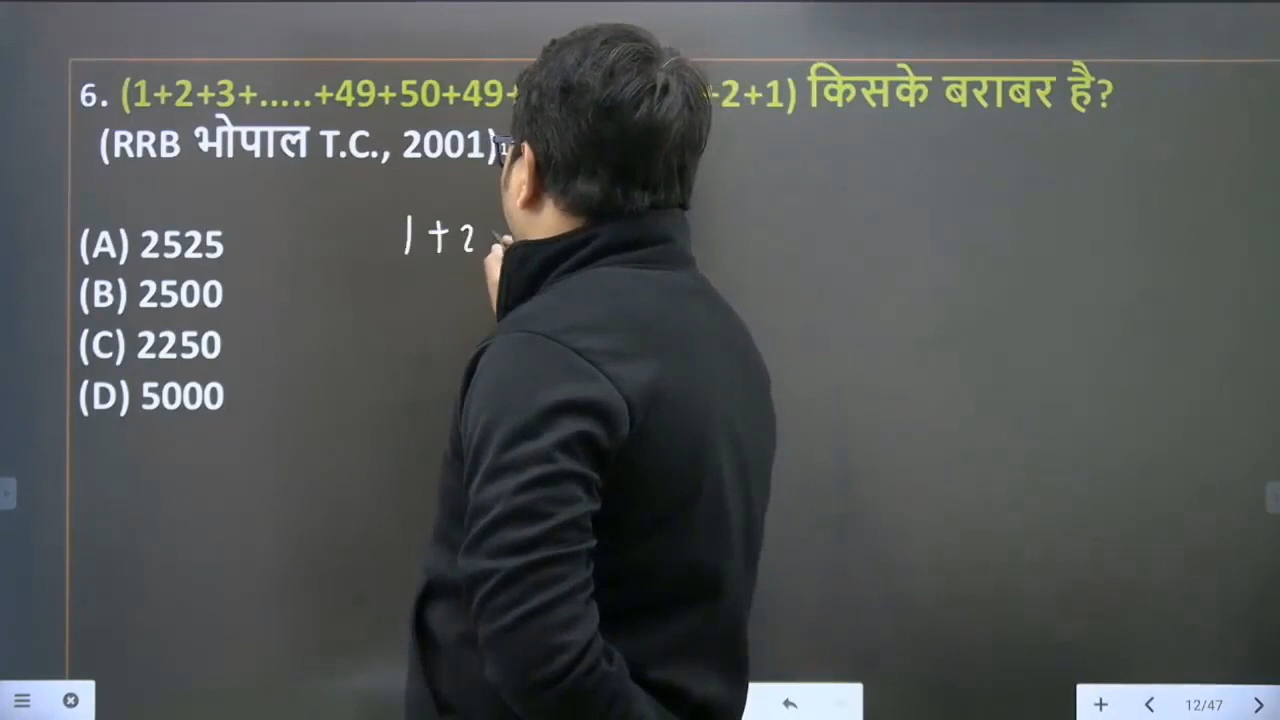 6. (1+2+3+.....+49+50+49+ -2+1) किसके बराबर है?
(RRB भोपाल T.C., 2001)
1+2
(A) 2525
(B) 2500
(C) 2250
(D) 5000
12/47